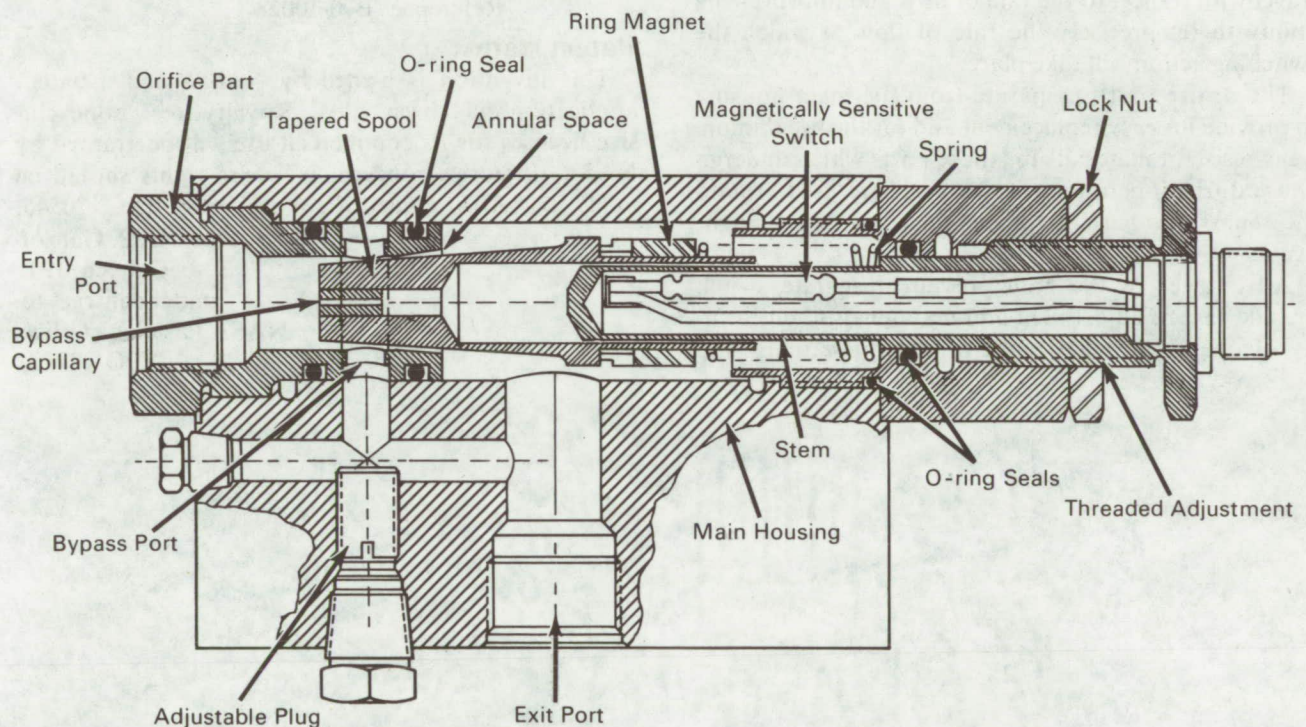 Ring Magnet
Orifice Part
O-ring Seal
Tapered Spool
Annular Space
Magnetically Sensitive
Switch
Lock Nut
Spring
Entry
Port
Bypass
Capillary
Stem
O-ring Seals
Threaded Adjustment
Main Housing
Bypass Port
Adjustable Plug
Exit Port